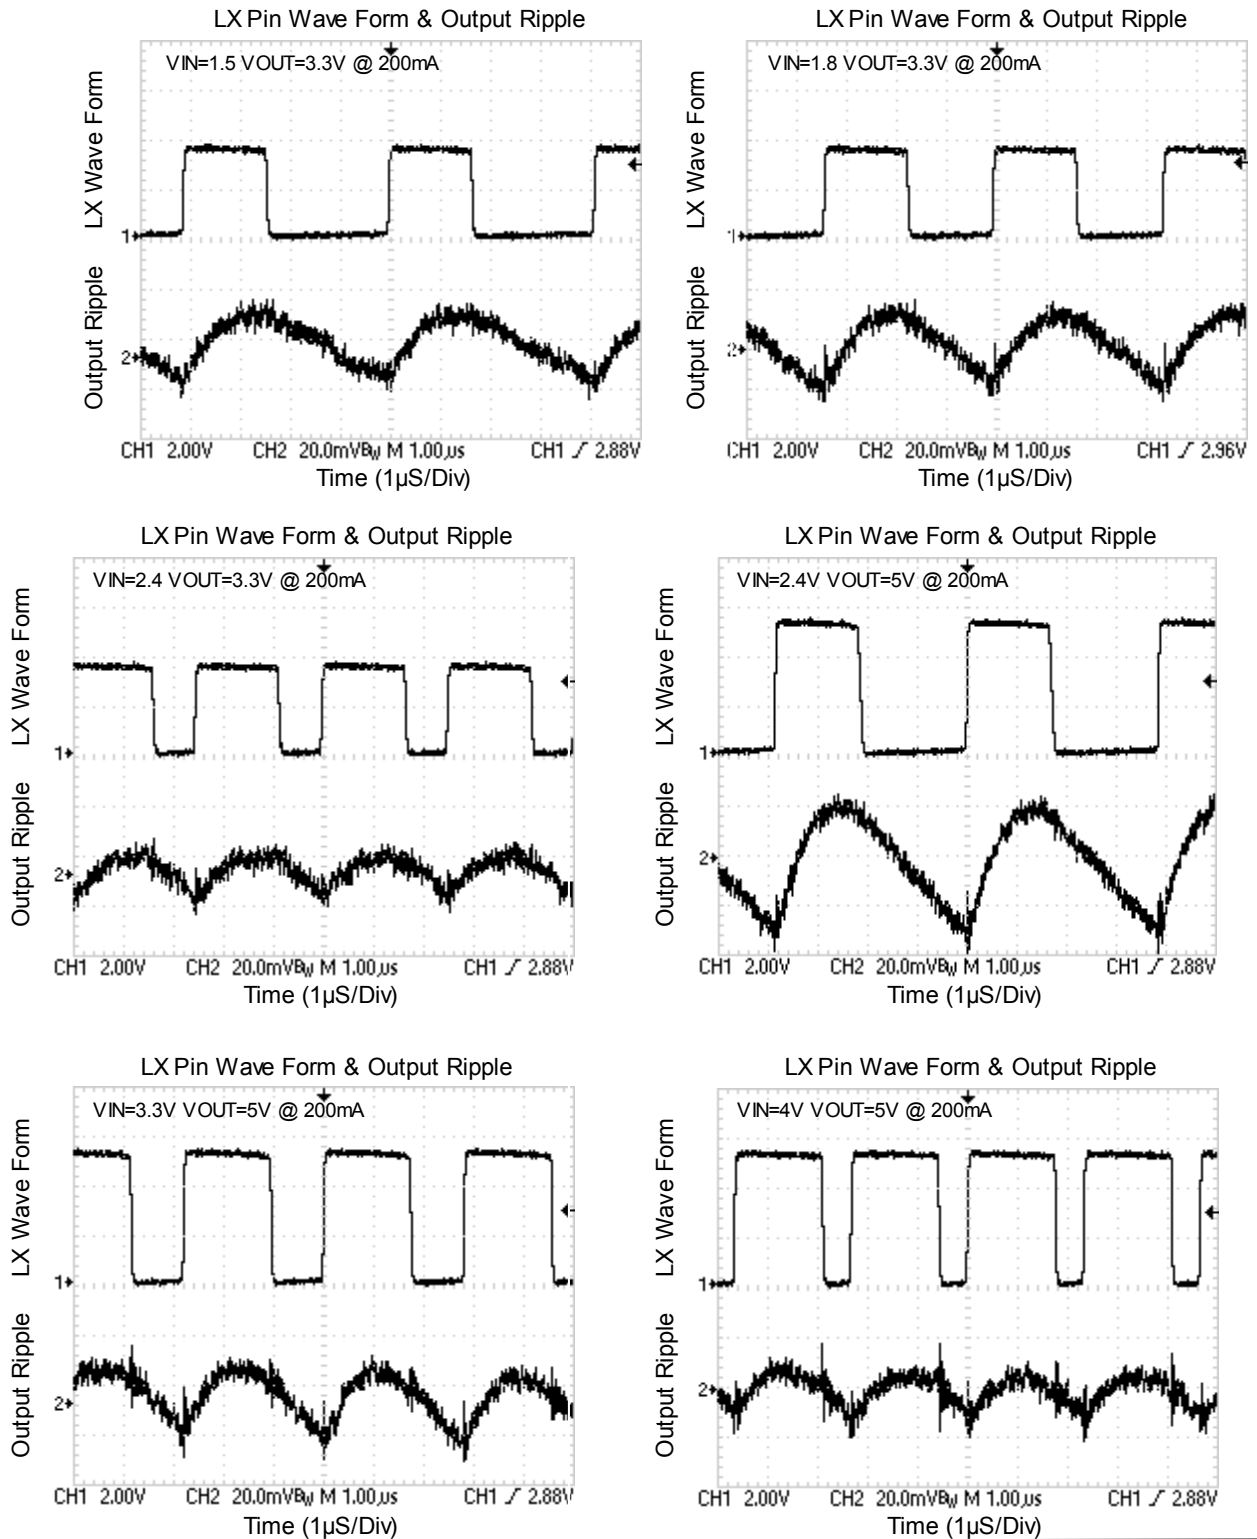 LX Pin Wave Form & Output Ripple
VIN=1.5 VOUT=3.3V @ 200mA
LX Wave Form
Output Ripple
1
2
CH1 2.00V CH2 20.0mVBW M 1.00µs CH1 2.88V
Time (1µS/Div)
LX Pin Wave Form & Output Ripple
VIN=1.8 VOUT=3.3V @ 200mA
LX Wave Form
Output Ripple
1
2
CH1 2.00V CH2 20.0mVBW M 1.00µs CH1 2.96V
Time (1µS/Div)
LX Pin Wave Form & Output Ripple
VIN=2.4 VOUT=3.3V @ 200mA
LX Wave Form
Output Ripple
1
2
CH1 2.00V CH2 20.0mVBW M 1.00µs CH1 2.88V
Time (1µS/Div)
LX Pin Wave Form & Output Ripple
VIN=2.4V VOUT=5V @ 200mA
LX Wave Form
Output Ripple
1
2
CH1 2.00V CH2 20.0mVBW M 1.00µs CH1 2.88V
Time (1µS/Div)
LX Pin Wave Form & Output Ripple
VIN=3.3V VOUT=5V @ 200mA
LX Wave Form
Output Ripple
1
2
CH1 2.00V CH2 20.0mVBW M 1.00µs CH1 2.88V
Time (1µS/Div)
LX Pin Wave Form & Output Ripple
VIN=4V VOUT=5V @ 200mA
LX Wave Form
Output Ripple
1
2
CH1 2.00V CH2 20.0mVBW M 1.00µs CH1 2.88V
Time (1µS/Div)